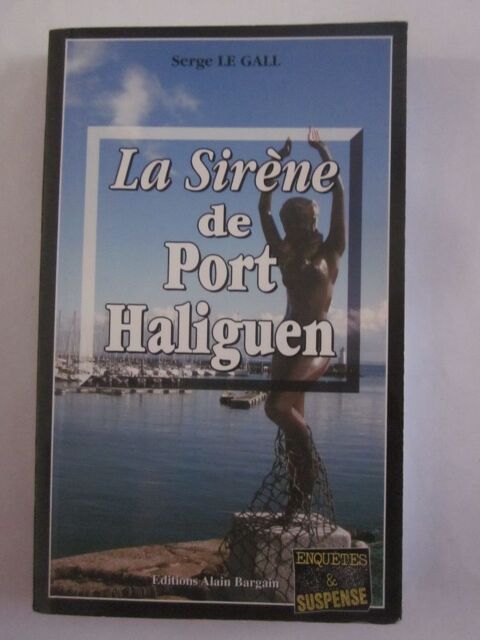 Serge LE GALL
La Sirène
de
Port
Haliguen
Editions Alain Bargain
ENQUETES
&
SUSPENSE